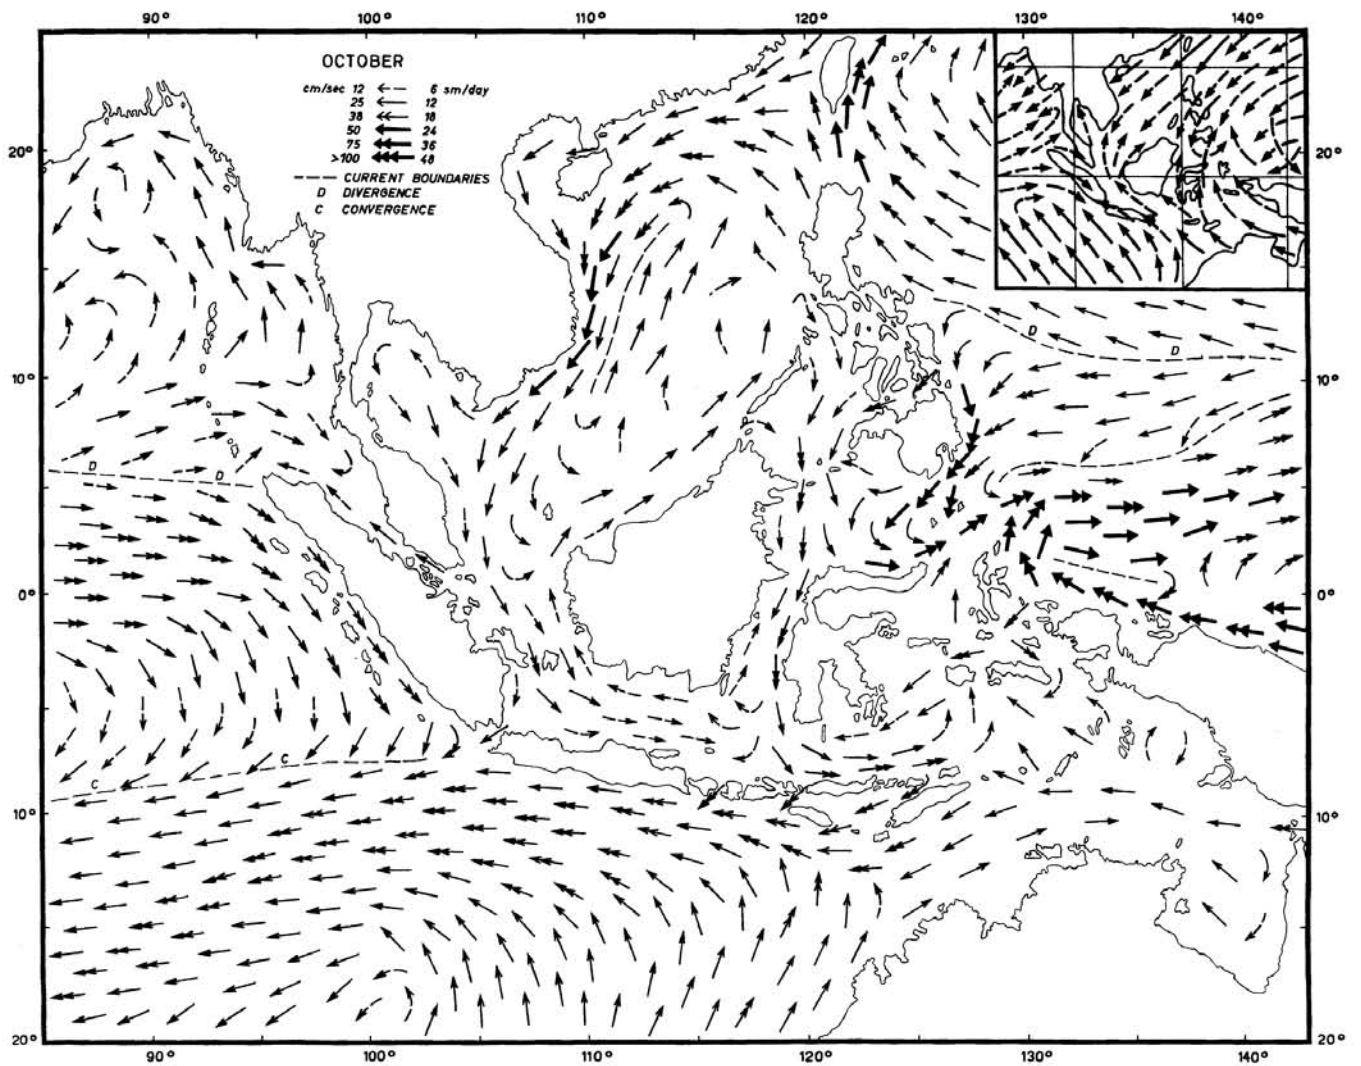 90° 100° 110° 120° 130° 140°
OCTOBER
cm/sec 12 6 sm/day
25 12
38 18
50 24
75 36
>100 48
CURRENT BOUNDARIES
D DIVERGENCE
C CONVERGENCE
20° 20°
D
D
10° 10°
D
D
0° 0°
C
C
10° 10°
20° 20°
90° 100° 110° 120° 130° 140°